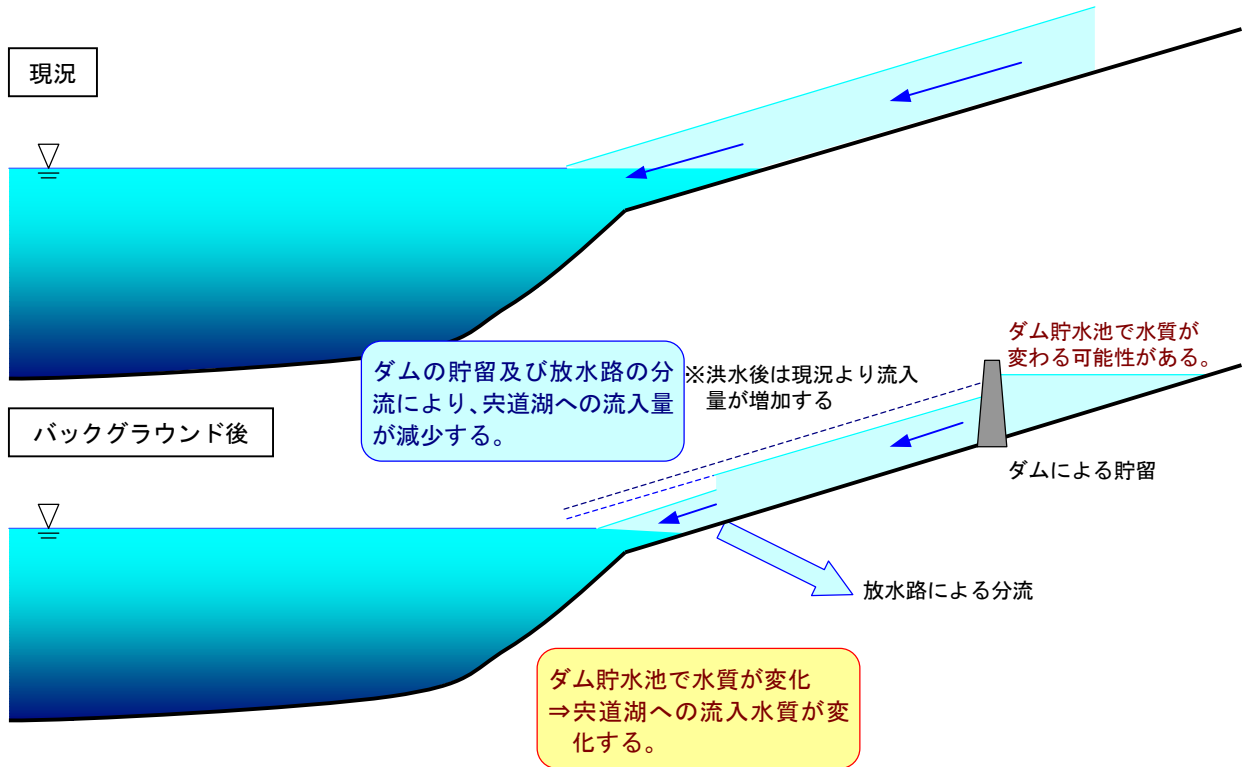 現況
ダム貯水池で水質が
変わる可能性がある。
ダムの貯留及び放水路の分
流により、宍道湖への流入量
が減少する。
※洪水後は現況より流入
量が増加する
バックグラウンド後
ダムによる貯留
放水路による分流
ダム貯水池で水質が変化
⇒宍道湖への流入水質が変
化する。